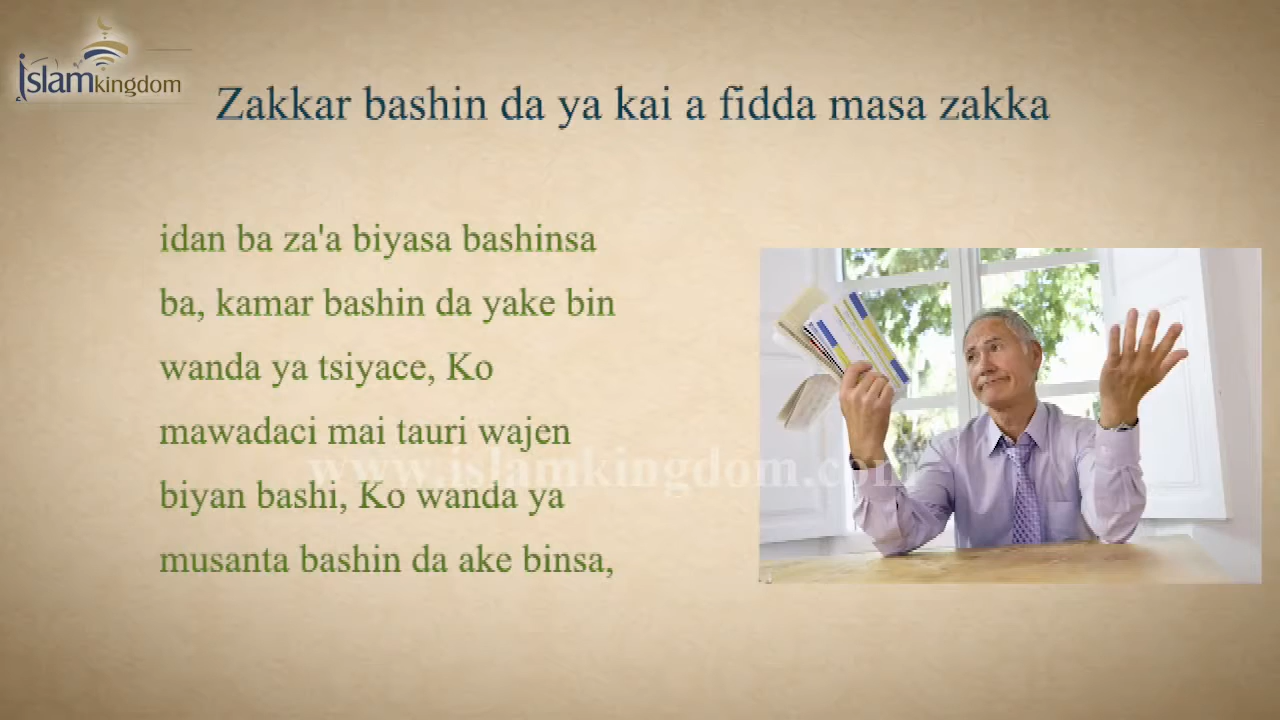 islamkingdom
Zakkar bashin da ya kai a fidda masa zakka
idan ba za'a biyasa bashinsa
ba, kamar bashin da yake bin
wanda ya tsiyace, Ko
mawadaci mai tauri wajen
biyan bashi, Ko wanda ya
musanta bashin da ake binsa,
www.islamkingdom.com